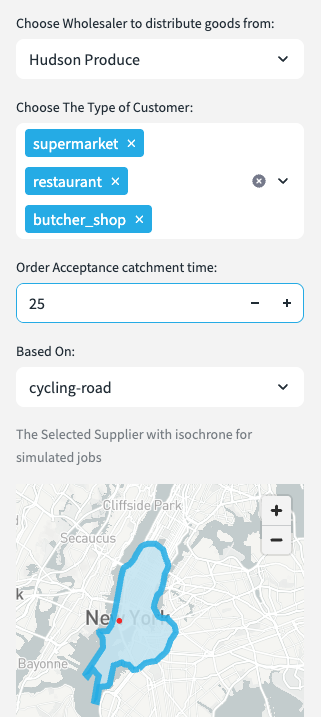 Choose Wholesaler to distribute goods from:
Hudson Produce
Choose The Type of Customer:
supermarket ×
restaurant ×
butcher_shop ×
Order Acceptance catchment time:
25 − +
Based On:
cycling-road
The Selected Supplier with isochrone for
simulated jobs
Cliffside Park
+
−
Secaucus
k
New York
Bayonne